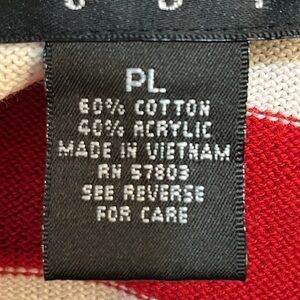 PL
60% COTTON
40% ACRYLIC
MADE IN VIETNAM
RN 57803
SEE REVERSE
FOR CARE